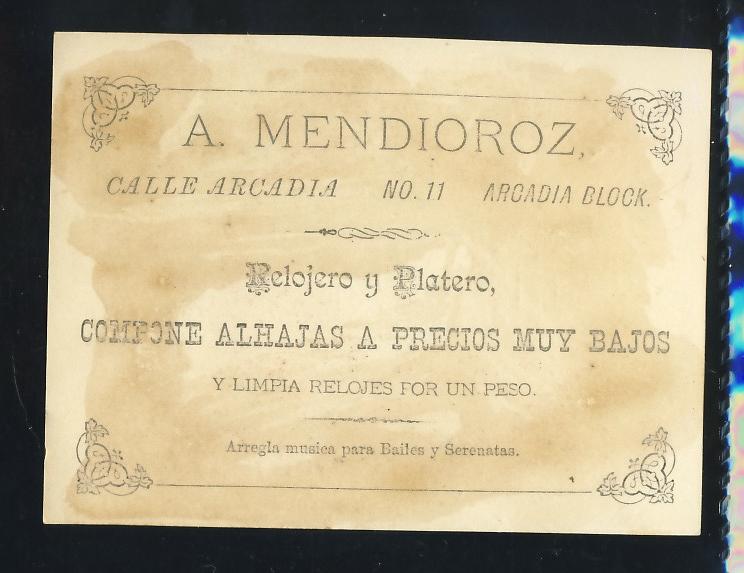 A. MENDIOROZ,
CALLE ARCADIA NO. 11 ARCADIA BLOCK.
Relojero y Platero,
COMPONE ALHAJAS A PRECIOS MUY BAJOS
Y LIMPIA RELOJES FOR UN PESO.
Arregla musica para Bailes y Serenatas.